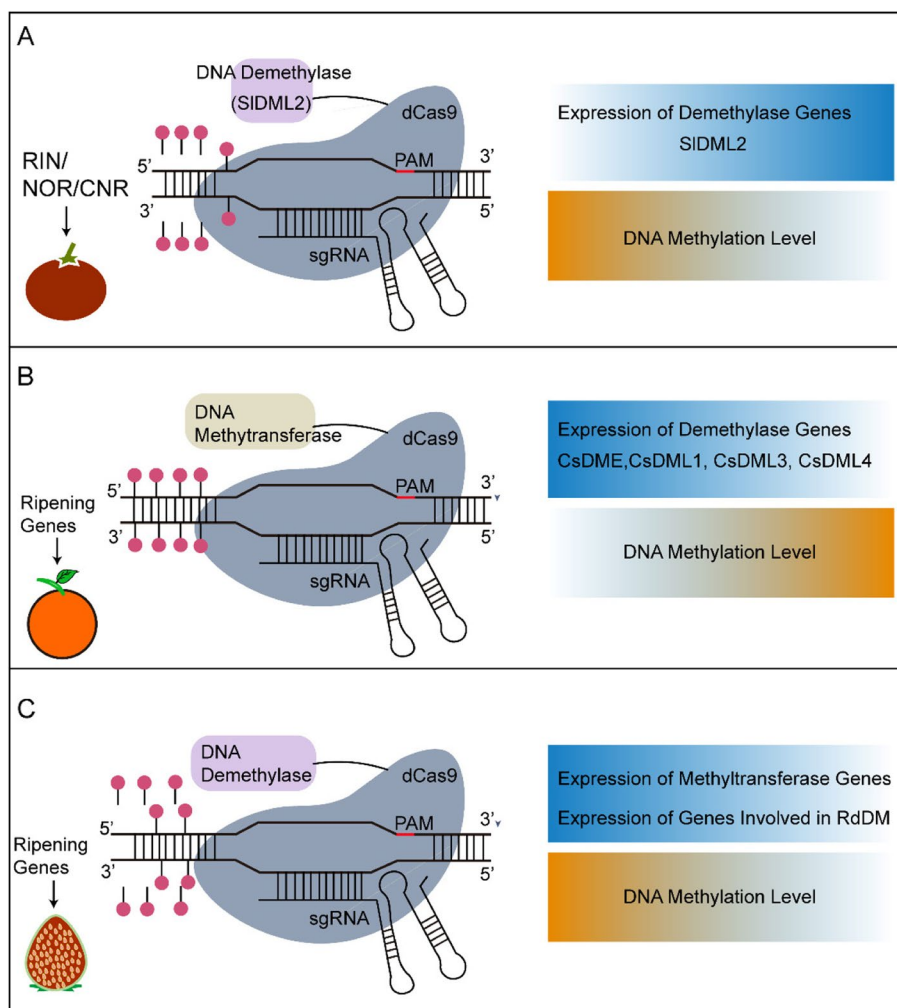 A
DNA Demethylase
(SlDML2)
dCas9
RIN/
NOR/CNR
5’
3’
PAM
3’
5’
sgRNA
Expression of Demethylase Genes
SlDML2
DNA Methylation Level
B
DNA
Methytransferase
dCas9
Ripening
Genes
5’
3’
PAM
3’
5’
sgRNA
Expression of Demethylase Genes
CsDME,CsDML1, CsDML3, CsDML4
DNA Methylation Level
C
DNA
Demethylase
dCas9
Ripening
Genes
5’
3’
PAM
3’
5’
sgRNA
Expression of Methyltransferase Genes
Expression of Genes Involved in RdDM
DNA Methylation Level